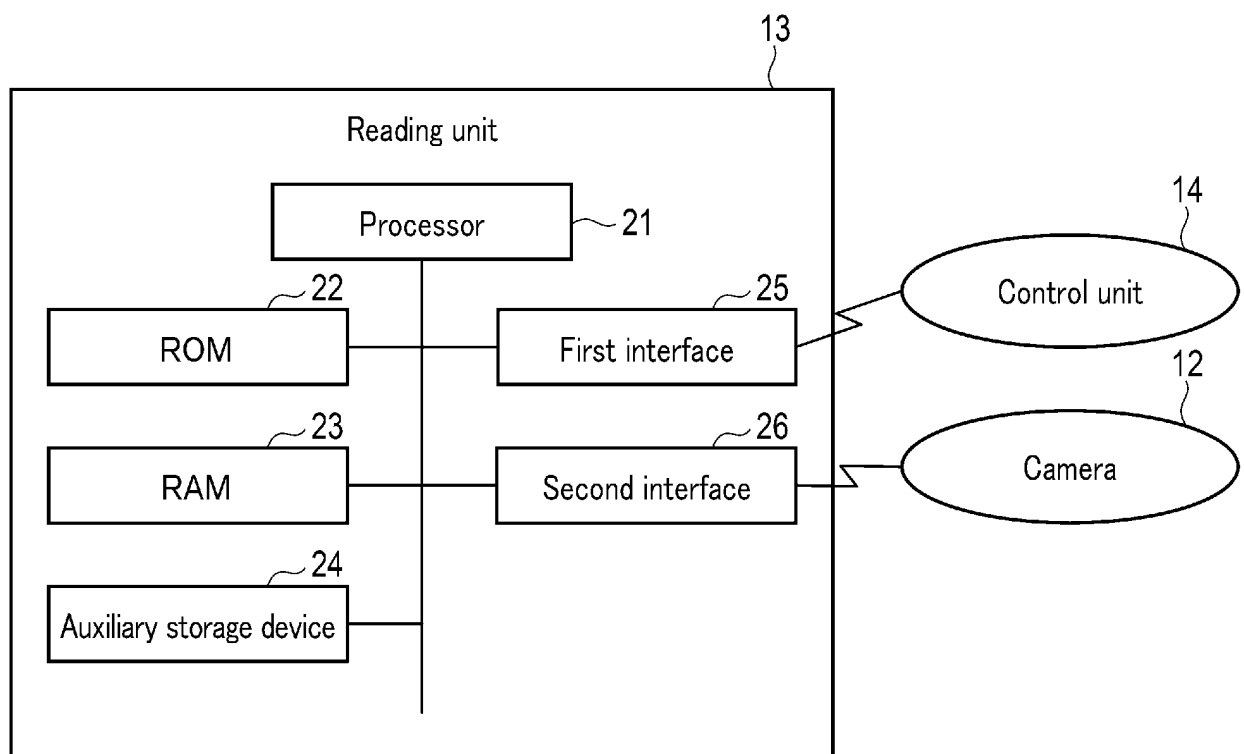 13
Reading unit
Processor
21
14
Control unit
22
ROM
25
First interface
12
Camera
23
RAM
26
Second interface
24
Auxiliary storage device